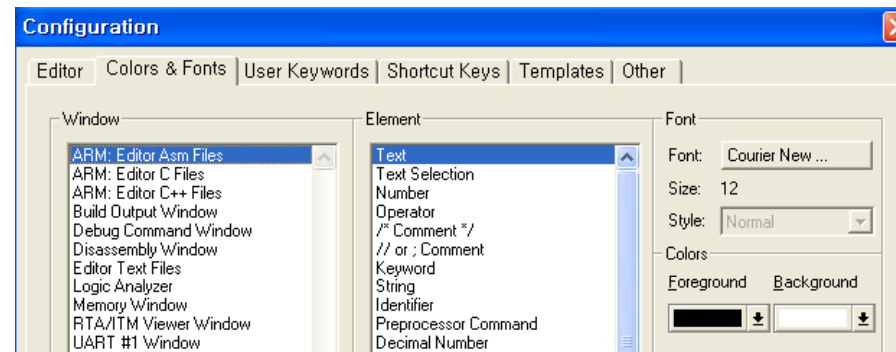 Configuration
Editor Colors & Fonts User Keywords Shortcut Keys Templates Other
Window
ARM: Editor Asm Files
ARM: Editor C Files
ARM: Editor C++ Files
Build Output Window
Debug Command Window
Disassembly Window
Editor Text Files
Logic Analyzer
Memory Window
RTA/ITM Viewer Window
UART #1 Window
Element
Text
Text Selection
Number
Operator
/* Comment */
// or ; Comment
Keyword
String
Identifier
Preprocessor Command
Decimal Number
Font
Font: Courier New ...
Size: 12
Style: Normal
Colors
Foreground Background